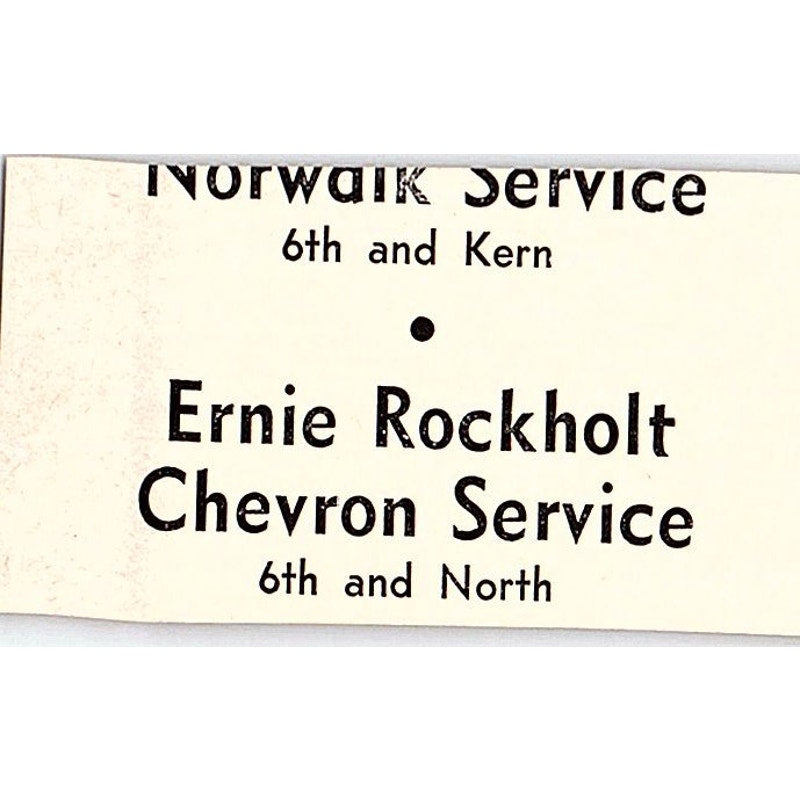 Norwalk Service
6th and Kern
•
Ernie Rockholt
Chevron Service
6th and North